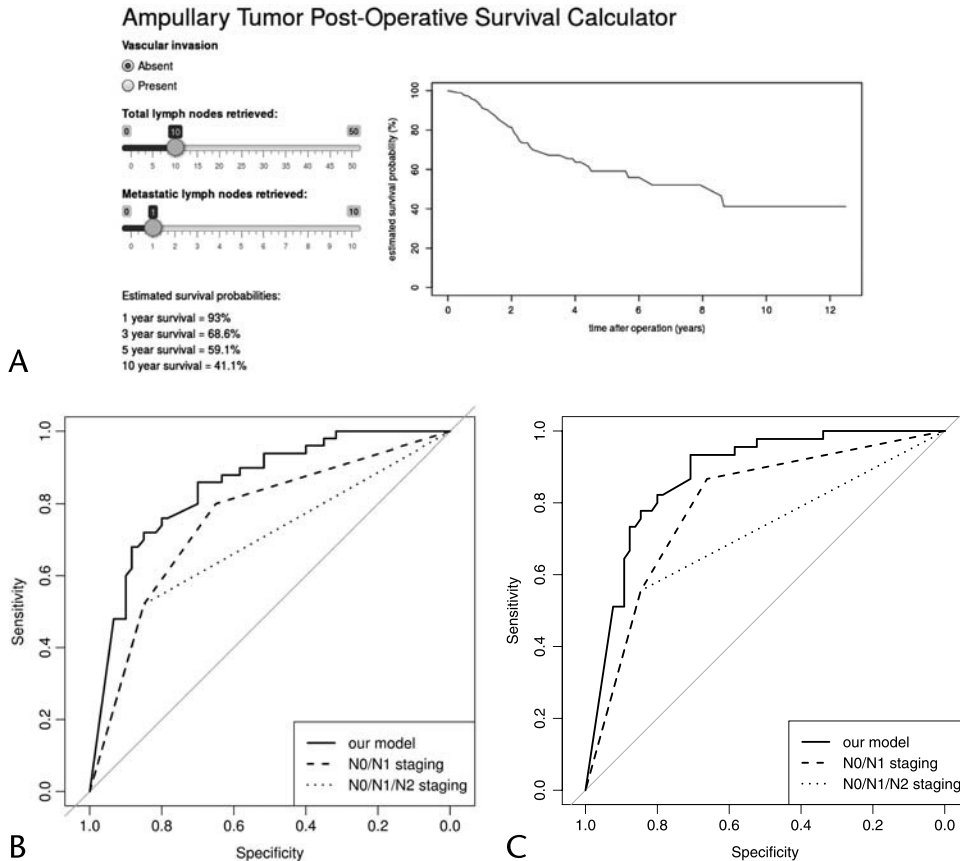 Ampullary Tumor Post-Operative Survival Calculator
Vascular invasion
Absent
Present
Total lymph nodes retrieved:
0 10 50
0 5 10 15 20 25 30 35 40 45 50
Metastatic lymph nodes retrieved:
0 1 10
0 1 2 3 4 5 6 7 8 9 10
Estimated survival probabilities:
1 year survival = 93%
3 year survival = 68.6%
5 year survival = 59.1%
10 year survival = 41.1%
estimated survival probability (%)
100
80
60
40
20
0
0 2 4 6 8 10 12
time after operation (years)
A
Sensitivity
1.0
0.8
0.6
0.4
0.2
0.0
our model
N0/N1 staging
N0/N1/N2 staging
1.0 0.8 0.6 0.4 0.2 0.0
Specificity
B
Sensitivity
1.0
0.8
0.6
0.4
0.2
0.0
our model
N0/N1 staging
N0/N1/N2 staging
1.0 0.8 0.6 0.4 0.2 0.0
Specificity
C